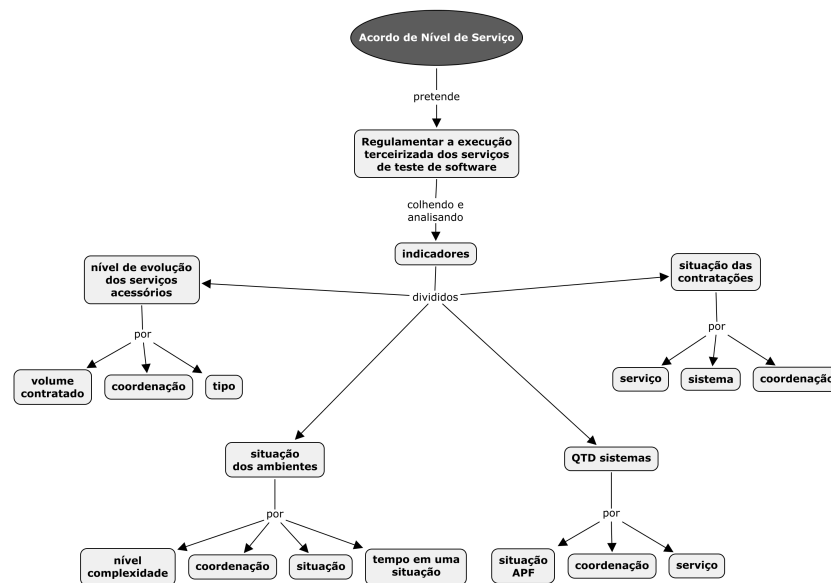 Acordo de Nível de Serviço
pretende
Regulamentar a execução
terceirizada dos serviços
de teste de software
colhendo e
analisando
indicadores
divididos
nível de evolução
dos serviços
acessórios
por
volume
contratado
coordenação
tipo
situação das
contratações
por
serviço
sistema
coordenação
situação
dos ambientes
por
nível
complexidade
coordenação
situação
tempo em uma
situação
QTD sistemas
por
situação
APF
coordenação
serviço